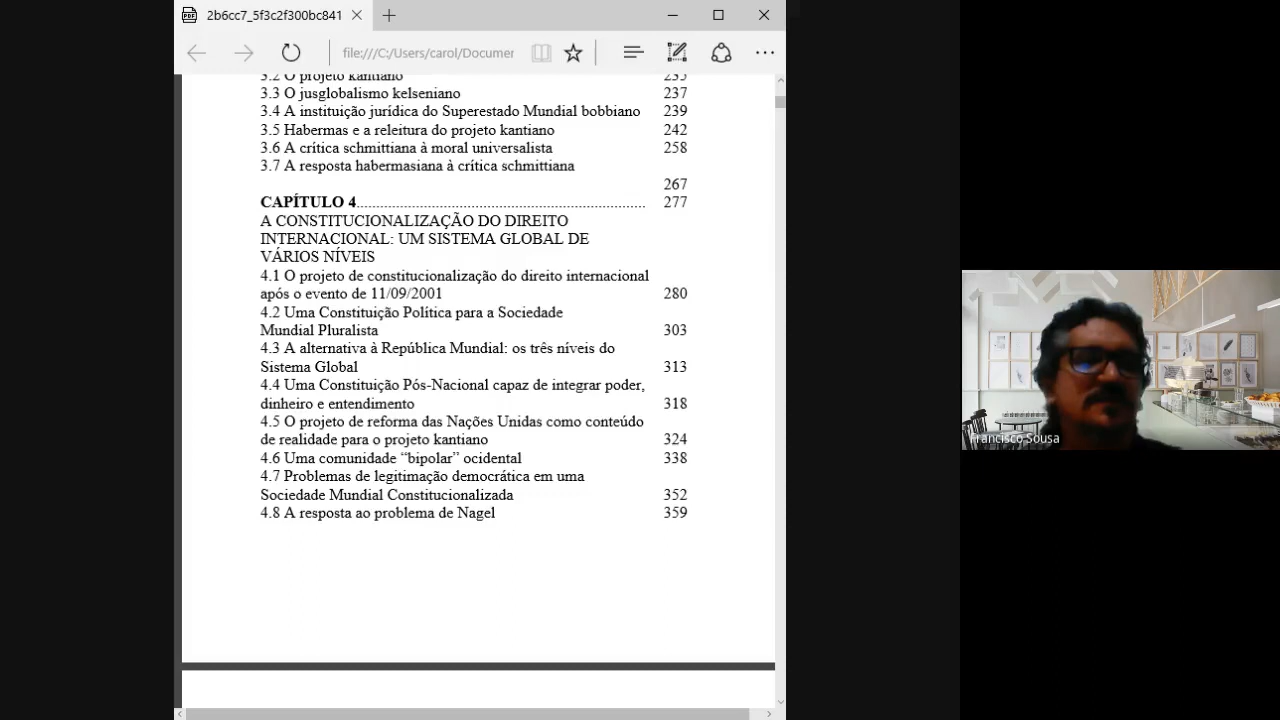 2b6cc7_5f3c2f300bc841
file:///C:/Users/carol/Documer
3.2 O projeto kantiano 235
3.3 O jusglobalismo kelseniano 237
3.4 A instituição jurídica do Superestado Mundial bobbiano 239
3.5 Habermas e a releitura do projeto kantiano 242
3.6 A crítica schmittiana à moral universalista 258
3.7 A resposta habermasiana à crítica schmittiana
267
CAPÍTULO 4........................................................................ 277
A CONSTITUCIONALIZAÇÃO DO DIREITO
INTERNACIONAL: UM SISTEMA GLOBAL DE
VÁRIOS NÍVEIS
4.1 O projeto de constitucionalização do direito internacional
após o evento de 11/09/2001 280
4.2 Uma Constituição Política para a Sociedade
Mundial Pluralista 303
4.3 A alternativa à República Mundial: os três níveis do
Sistema Global 313
4.4 Uma Constituição Pós-Nacional capaz de integrar poder,
dinheiro e entendimento 318
4.5 O projeto de reforma das Nações Unidas como conteúdo
de realidade para o projeto kantiano 324
4.6 Uma comunidade “bipolar” ocidental 338
4.7 Problemas de legitimação democrática em uma
Sociedade Mundial Constitucionalizada 352
4.8 A resposta ao problema de Nagel 359
Francisco Sousa